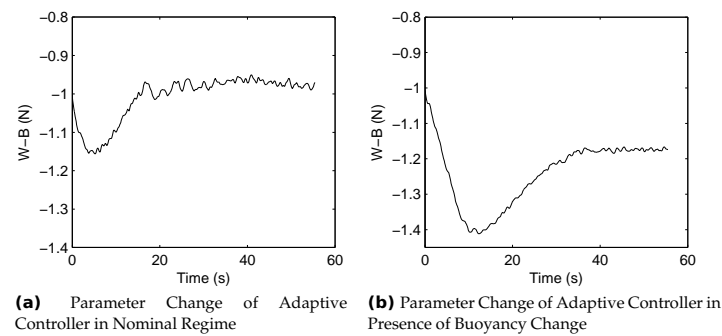 −0.8
−0.9
−1
−1.1
−1.2
−1.3
−1.4
W−B (N)
0 20 40 60
Time (s)
(a) Parameter Change of Adaptive
Controller in Nominal Regime
−0.8
−0.9
−1
−1.1
−1.2
−1.3
−1.4
W−B (N)
0 20 40 60
Time (s)
(b) Parameter Change of Adaptive Controller in
Presence of Buoyancy Change